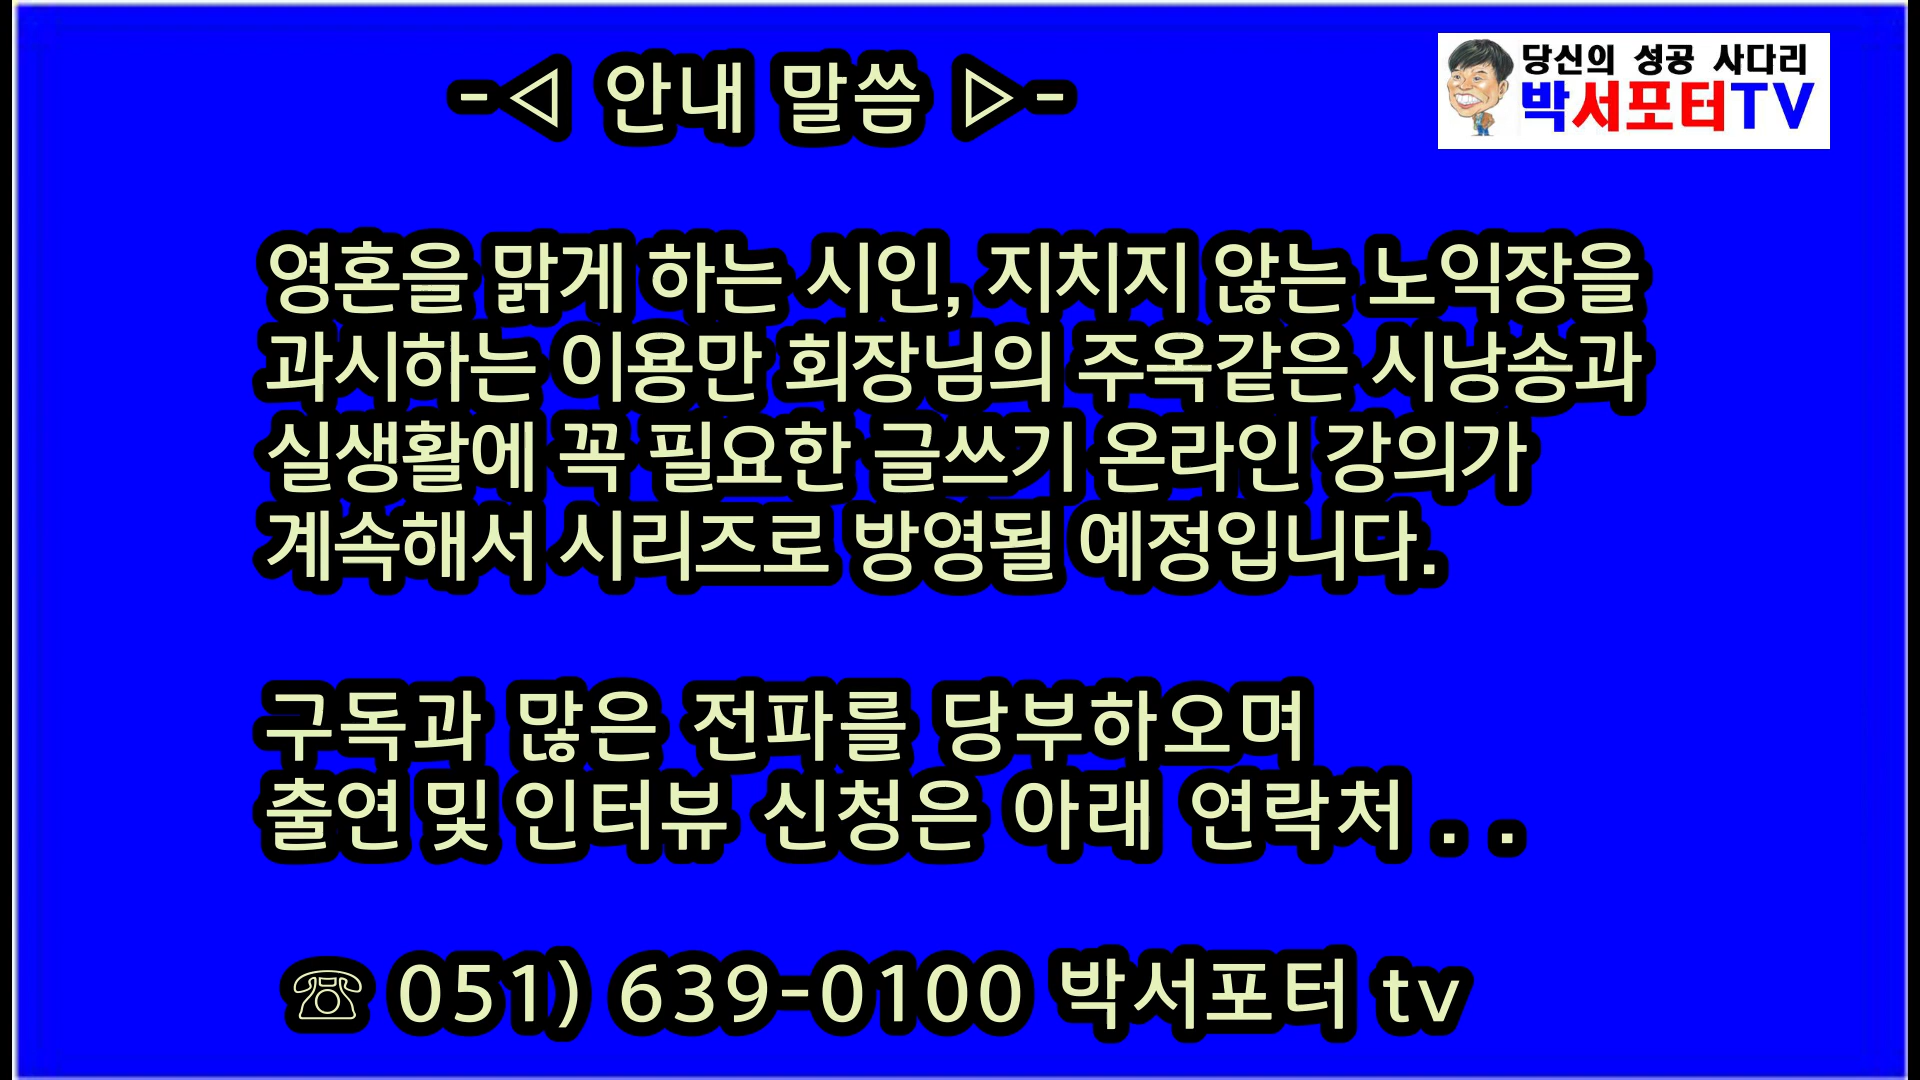 -◁ 안내 말씀 ▷-
당신의 성공 사다리
박서포터TV
영혼을 맑게 하는 시인, 지치지 않는 노익장을
과시하는 이용만 회장님의 주옥같은 시낭송과
실생활에 꼭 필요한 글쓰기 온라인 강의가
계속해서 시리즈로 방영될 예정입니다.
구독과 많은 전파를 당부하오며
출연 및 인터뷰 신청은 아래 연락처 . .
☏ 051) 639-0100 박서포터 tv